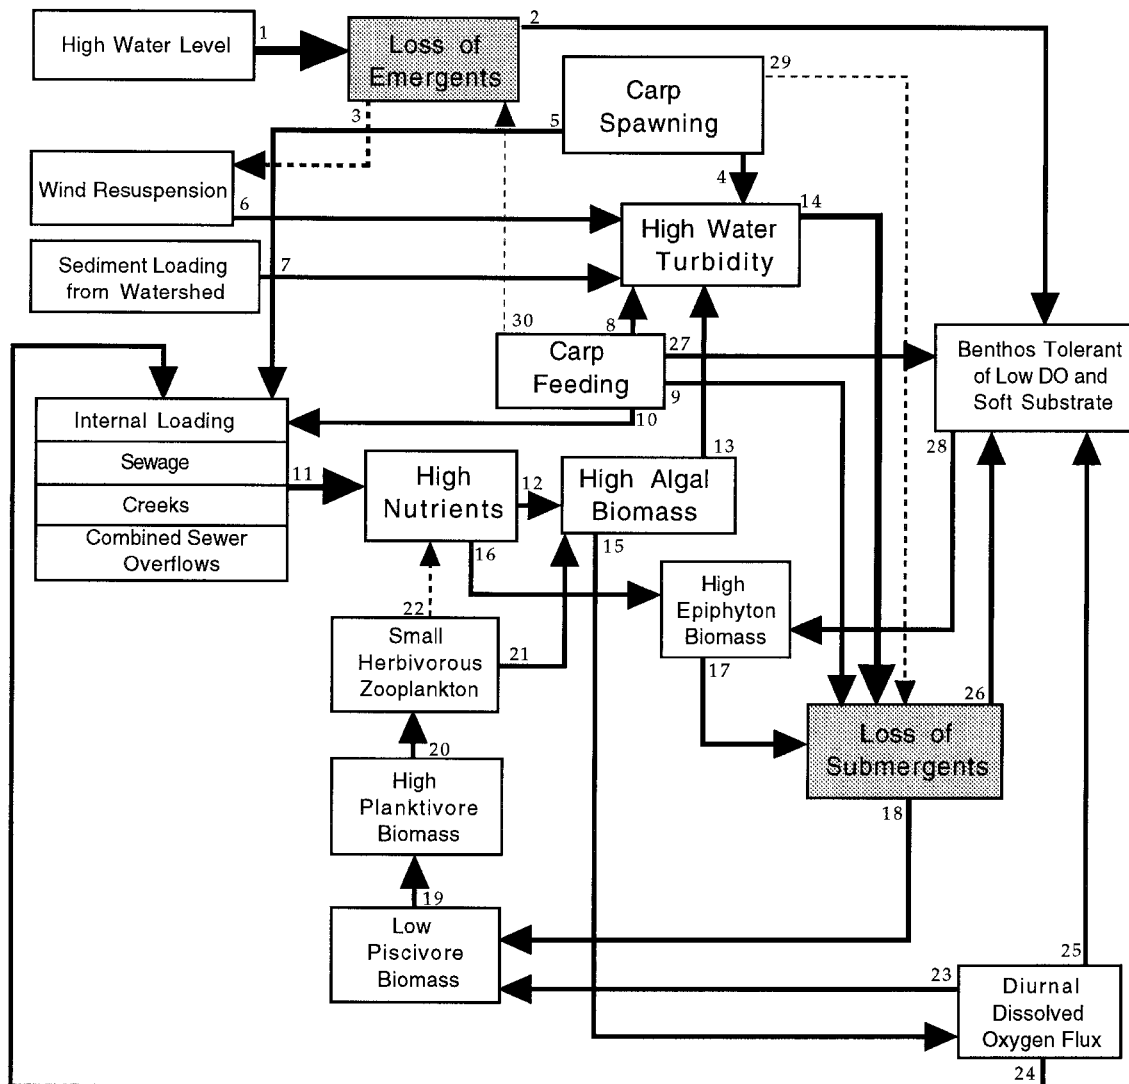 High Water Level
1
Loss of
Emergents
2
Carp
Spawning
29
3
5
4
Wind Resuspension
6
High Water
Turbidity
14
Sediment Loading
from Watershed
7
30
8
Carp
Feeding
27
9
10
Benthos Tolerant
of Low DO and
Soft Substrate
28
Internal Loading
Sewage
Creeks
Combined Sewer
Overflows
11
High
Nutrients
12
16
High Algal
Biomass
13
15
High
Epiphyton
Biomass
17
22
Small
Herbivorous
Zooplankton
21
Loss of
Submergents
26
18
20
High
Planktivore
Biomass
19
Low
Piscivore
Biomass
23
25
Diurnal
Dissolved
Oxygen Flux
24